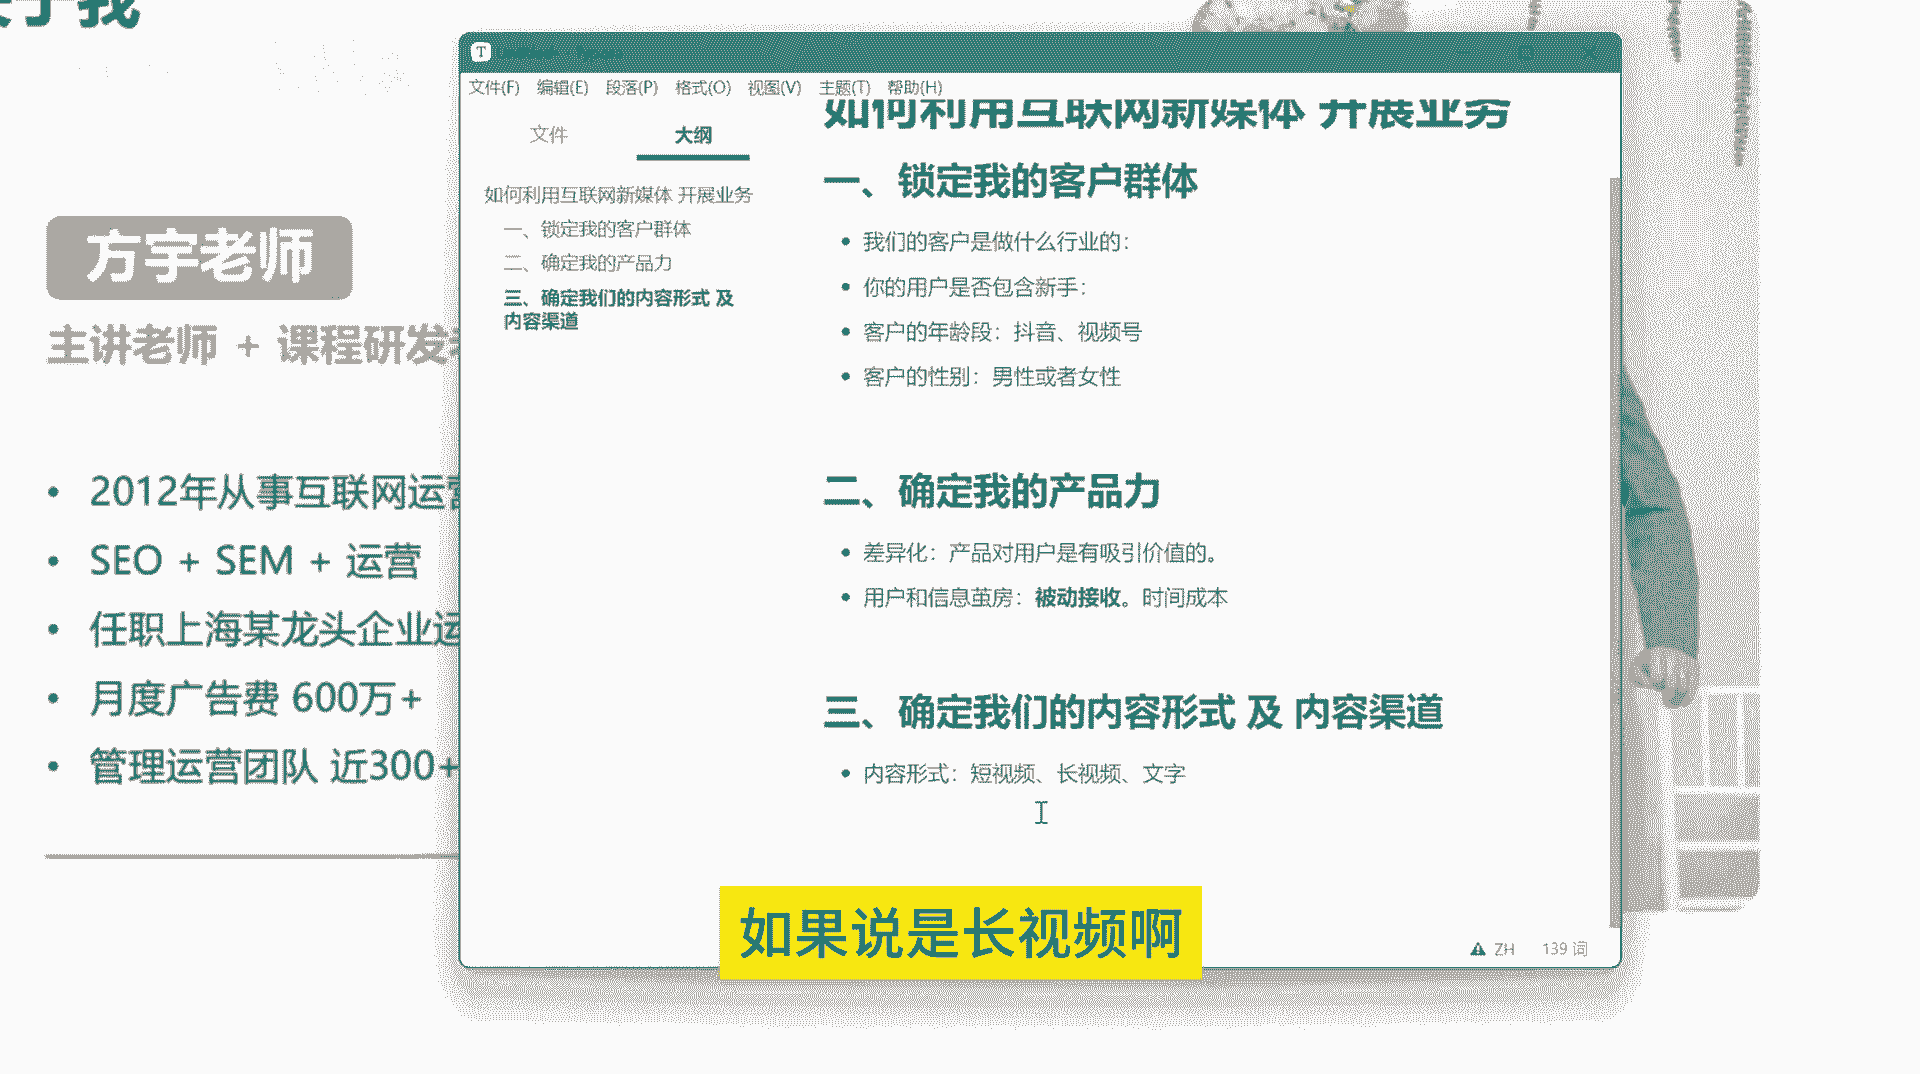 于我
方宇老师
主讲老师 + 课程研发
2012年从事互联网运营
SEO + SEM + 运营
任职上海某龙头企业运
月度广告费 600万+
管理运营团队 近300+
T
文件(F) 编辑(E) 段落(P) 格式(O) 视图(V) 主题(T) 帮助(H)
文件 大纲
如何利用互联网新媒体 开展业务
一、锁定我的客户群体
二、确定我的产品力
三、确定我们的内容形式 及
内容渠道
如何利用互联网新媒体 开展业务
一、锁定我的客户群体
我们的客户是做什么行业的：
你的用户是否包含新手：
客户的年龄段：抖音、视频号
客户的性别：男性或者女性
二、确定我的产品力
差异化：产品对用户是有吸引价值的。
用户和信息茧房：被动接收。时间成本
三、确定我们的内容形式 及 内容渠道
内容形式：短视频、长视频、文字
ZH 139 词
如果说是长视频啊